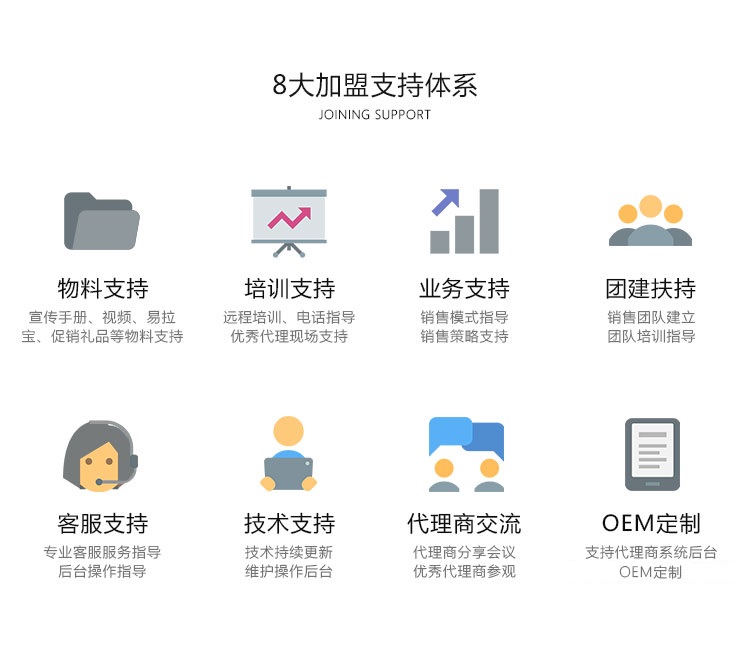 8大加盟支持体系
JOINING SUPPORT
物料支持
宣传手册、视频、易拉
宝、促销礼品等物料支持
培训支持
远程培训、电话指导
优秀代理现场支持
业务支持
销售模式指导
销售策略支持
团建扶持
销售团队建立
团队培训指导
客服支持
专业客服服务指导
后台操作指导
技术支持
技术持续更新
维护操作后台
代理商交流
代理商分享会议
优秀代理商参观
OEM定制
支持代理商系统后台
OEM定制